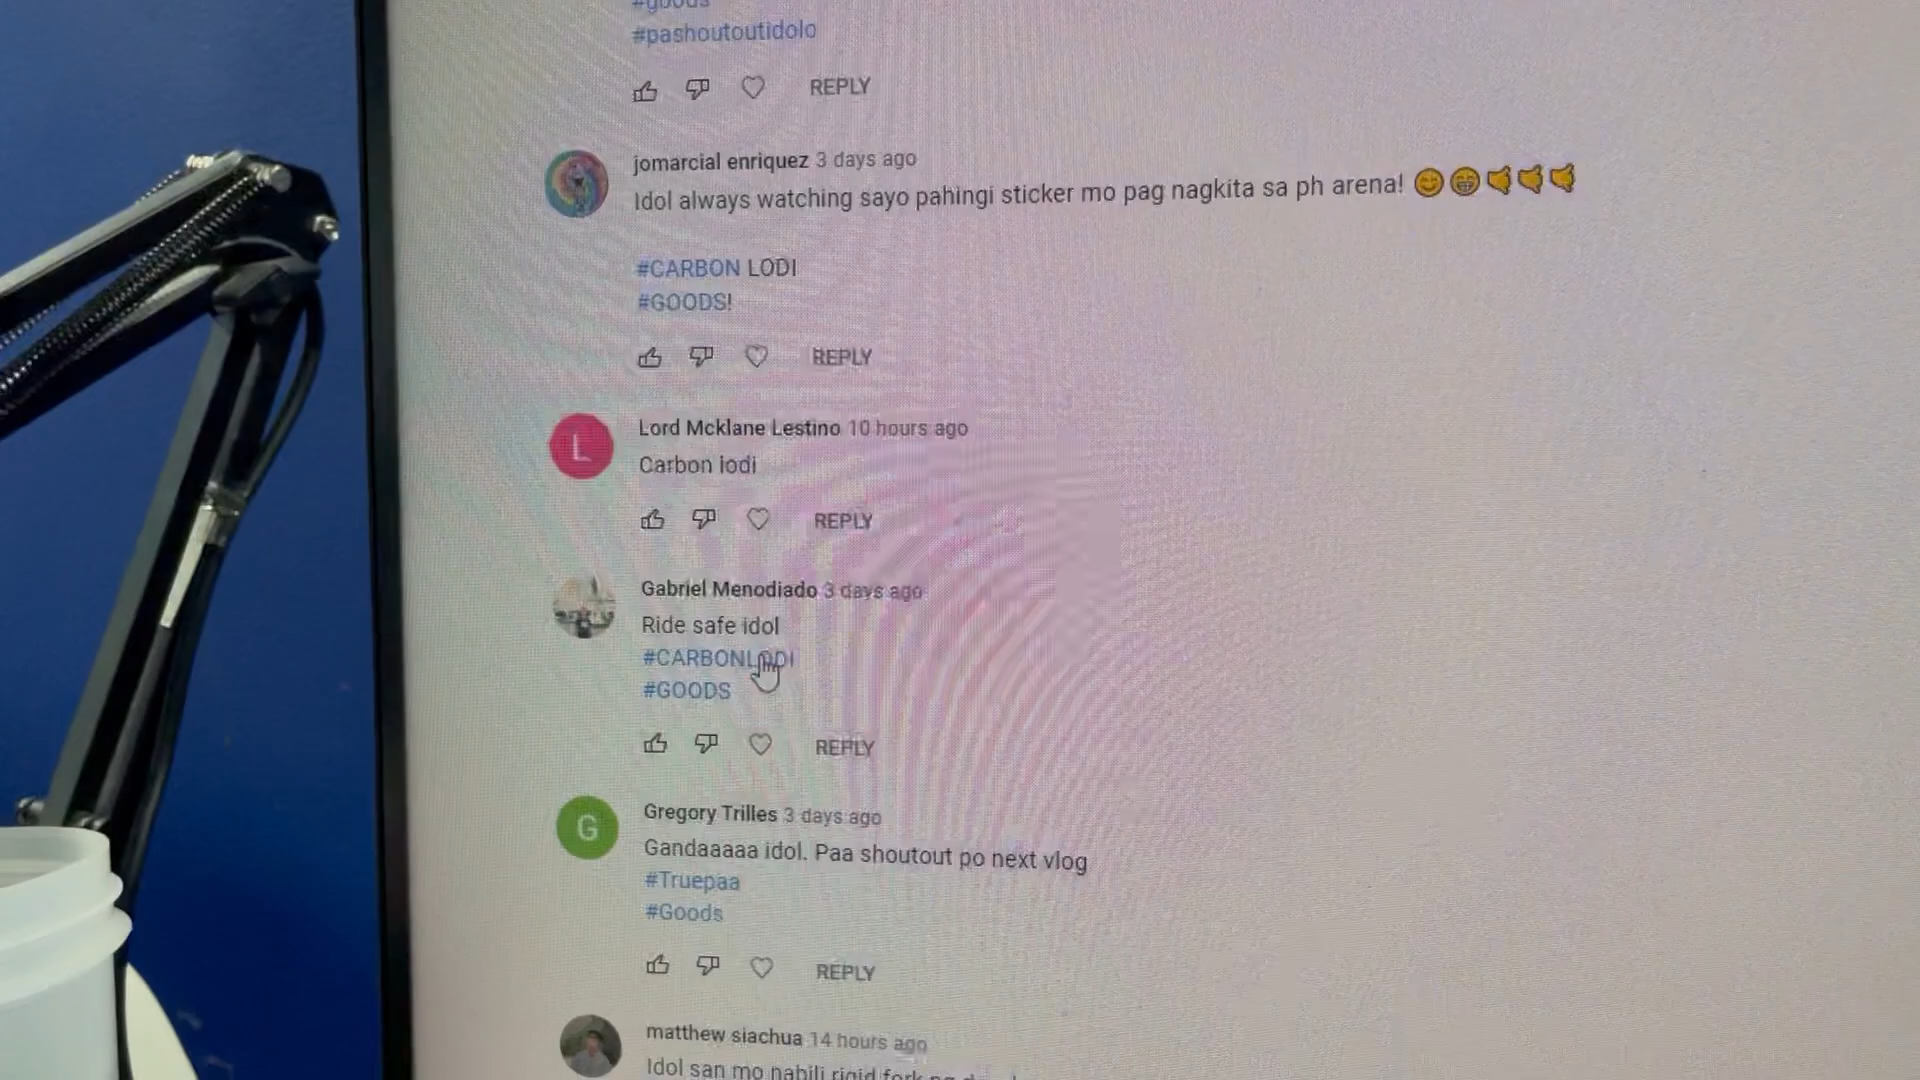 #goods
#pashoutoutidolo
REPLY
jomarcial enriquez 3 days ago
Idol always watching sayo pahingi sticker mo pag nagkita sa ph arena! 😊😁🤙🤙🤙
#CARBON LODI
#GOODS!
REPLY
L
Lord Mcklane Lestino 10 hours ago
Carbon lodi
REPLY
Gabriel Menodiado 3 days ago
Ride safe idol
#CARBONLODI
#GOODS
REPLY
G
Gregory Trilles 3 days ago
Gandaaaaa idol. Paa shoutout po next vlog
#Truepaa
#Goods
REPLY
matthew siachua 14 hours ago
Idol san mo nabili rigid fork